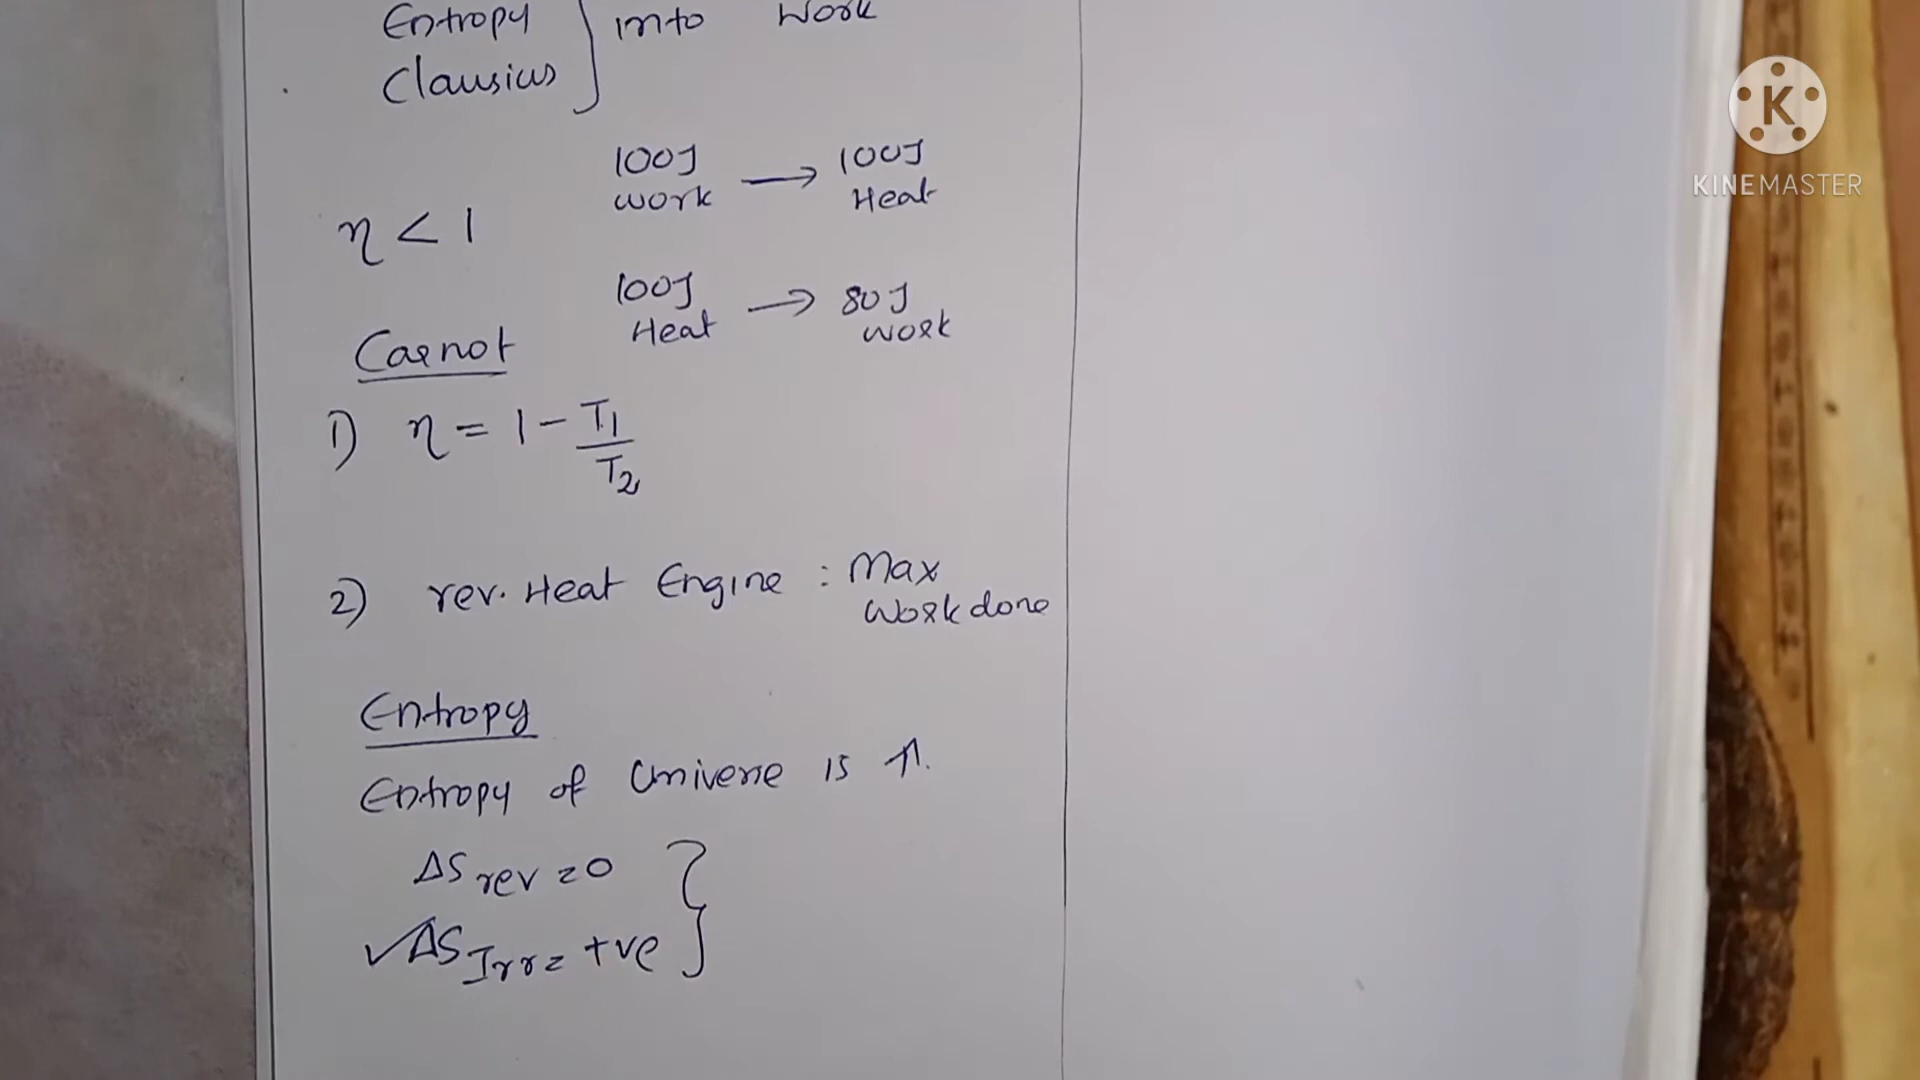 Entropy } into Work
Clausius
100J work → 100J Heat
η < 1
100J Heat → 80J work
Carnot
1) η = 1 - T1/T2
2) rev. Heat Engine : Max
work done
Entropy
Entropy of Universe is ↑.
ΔS rev = 0
✓ΔS Irr = +ve
K
KINEMASTER